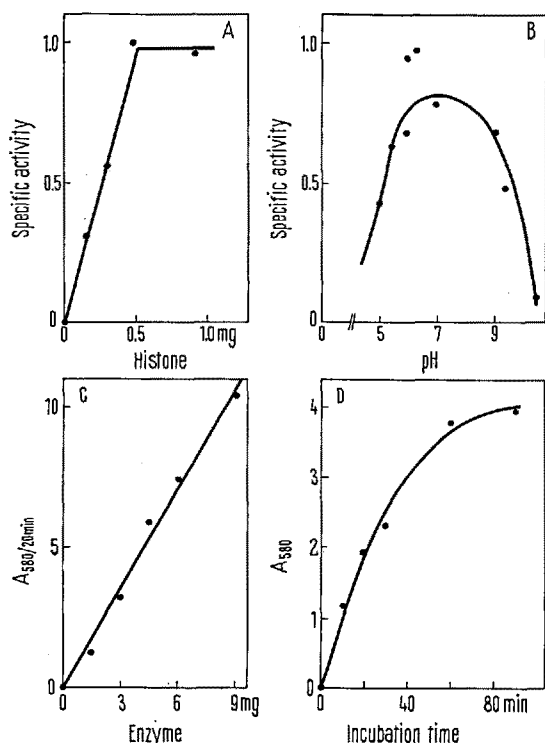 A
1.0
0.5
0
Specific activity
0
0.5
1.0 mg
Histone
B
1.0
0.5
0
Specific activity
5
7
9
pH
C
10
5
0
A580/20min
0
3
6
9 mg
Enzyme
D
4
3
2
1
0
A580
0
40
80 min
Incubation time